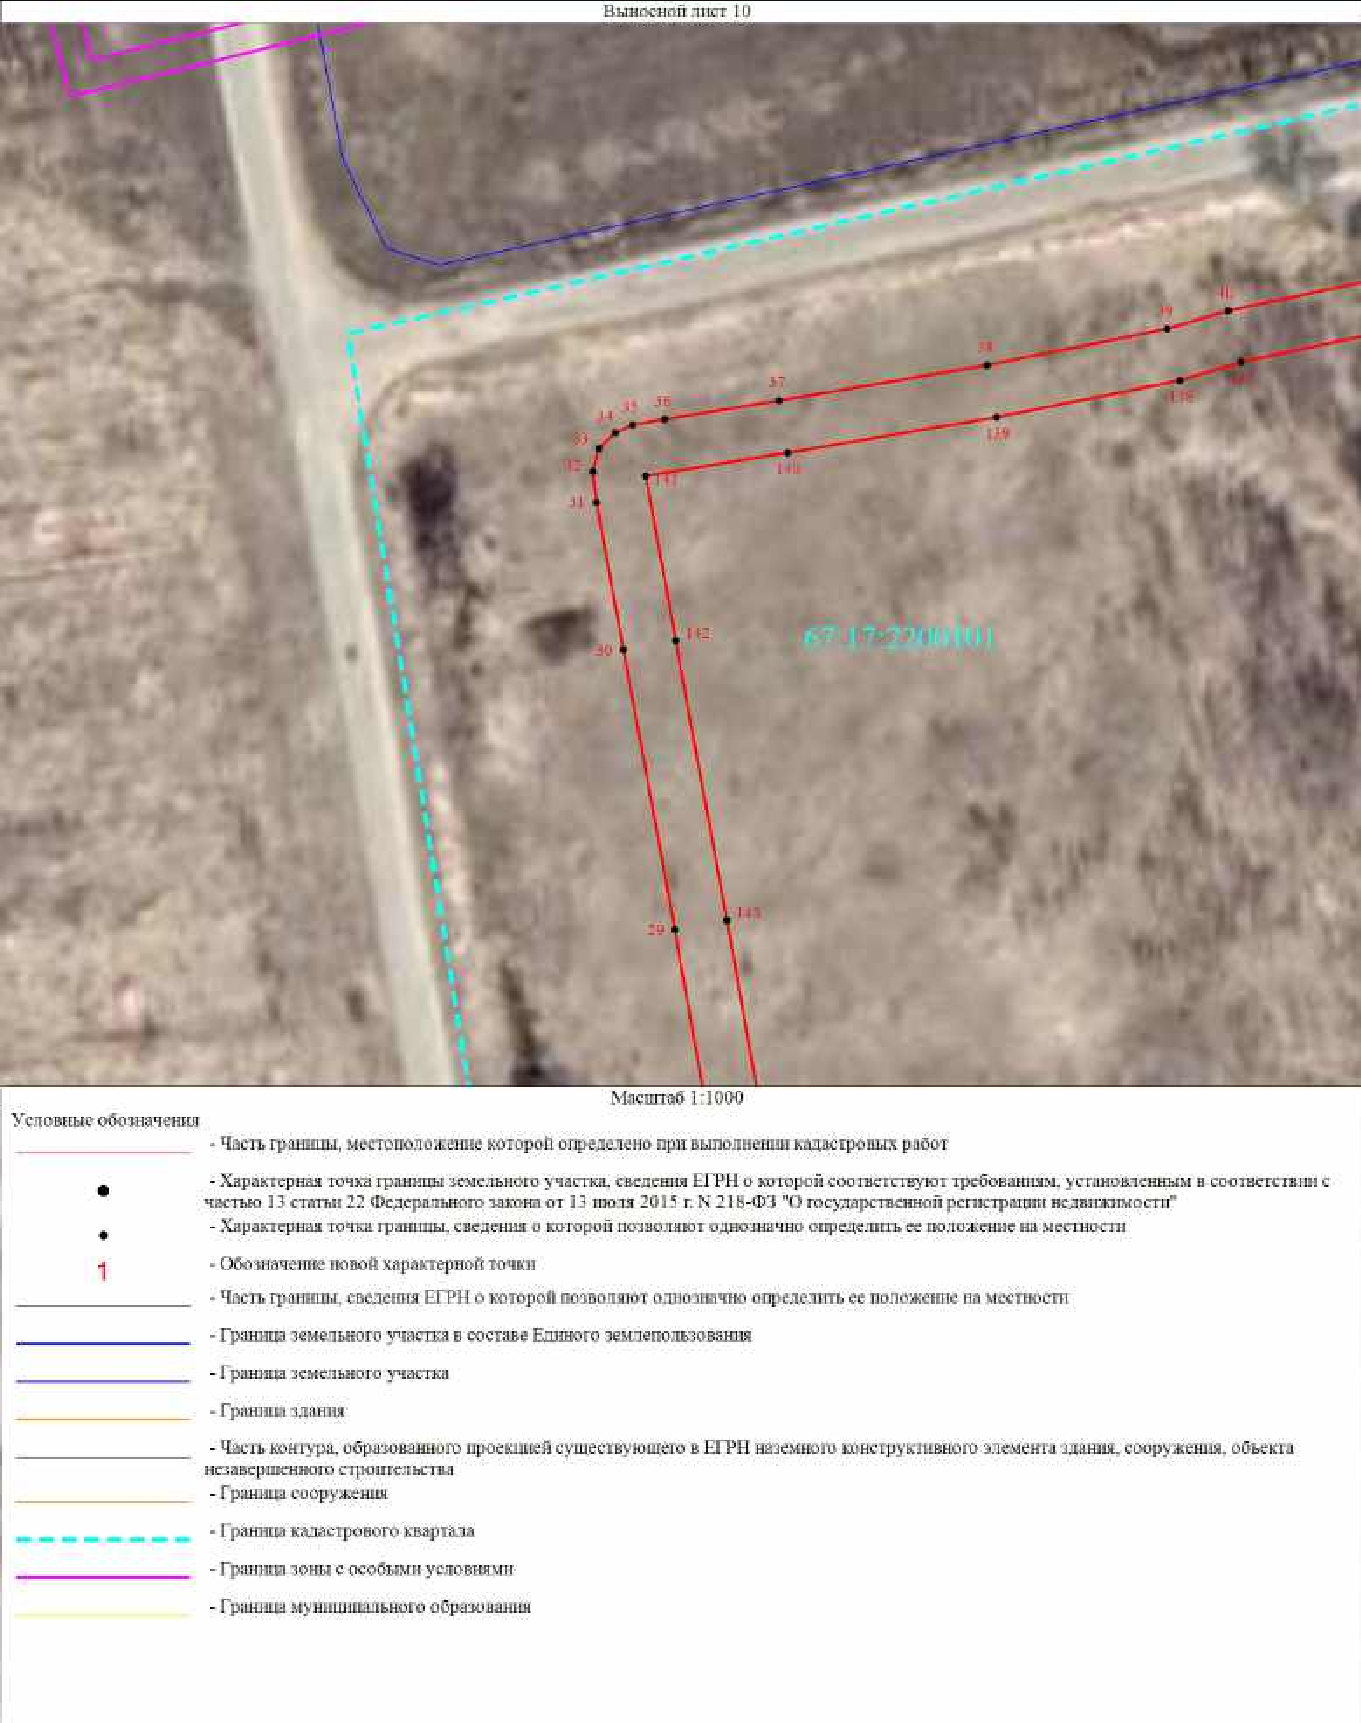 Выносной лист 10
39
38
37
36
35
34
33
32
31
138
139
140
141
142
30
67:17:2200101
143
29
Масштаб 1:1000
Условные обозначения
- Часть границы, местоположение которой определено при выполнении кадастровых работ
- Характерная точка границы земельного участка, сведения ЕГРН о которой соответствуют требованиям, установленным в соответствии с
частью 13 статьи 22 Федерального закона от 13 июля 2015 г. N 218-ФЗ "О государственной регистрации недвижимости"
- Характерная точка границы, сведения о которой позволяют однозначно определить ее положение на местности
1
- Обозначение новой характерной точки
- Часть границы, сведения ЕГРН о которой позволяют однозначно определить ее положение на местности
- Граница земельного участка в составе Единого землепользования
- Граница земельного участка
- Граница здания
- Часть контура, образованного проекцией существующего в ЕГРН наземного конструктивного элемента здания, сооружения, объекта
незавершенного строительства
- Граница сооружения
- Граница кадастрового квартала
- Граница зоны с особыми условиями
- Граница муниципального образования